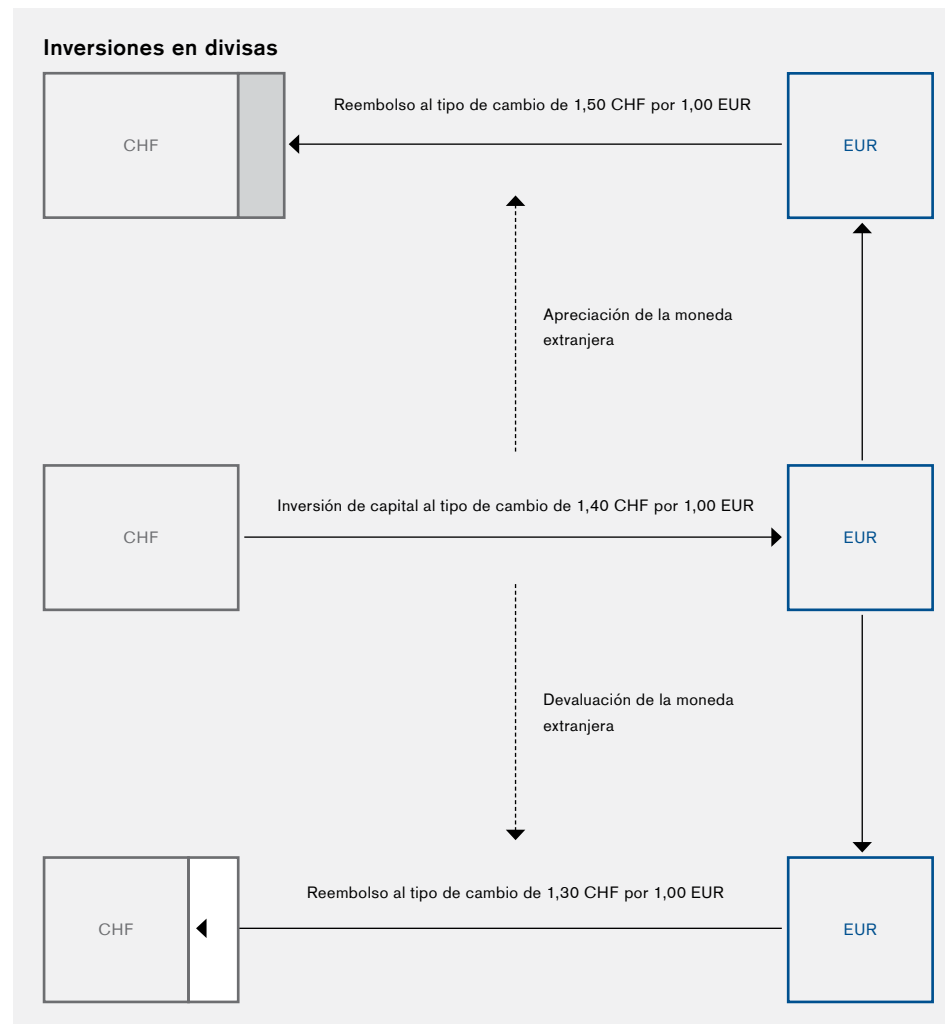 Inversiones en divisas
Reembolso al tipo de cambio de 1,50 CHF por 1,00 EUR
CHF
EUR
Apreciación de la moneda
extranjera
Inversión de capital al tipo de cambio de 1,40 CHF por 1,00 EUR
CHF
EUR
Devaluación de la moneda
extranjera
Reembolso al tipo de cambio de 1,30 CHF por 1,00 EUR
CHF
EUR